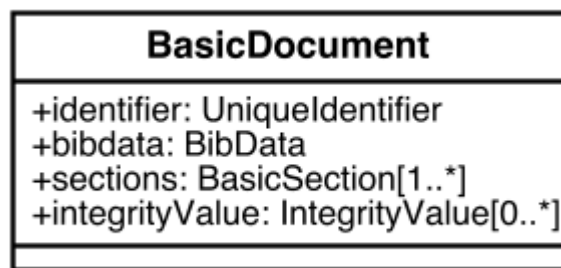 BasicDocument
+identifier: UniqueIdentifier
+bibdata: BibData
+sections: BasicSection[1..*]
+integrityValue: IntegrityValue[0..*]